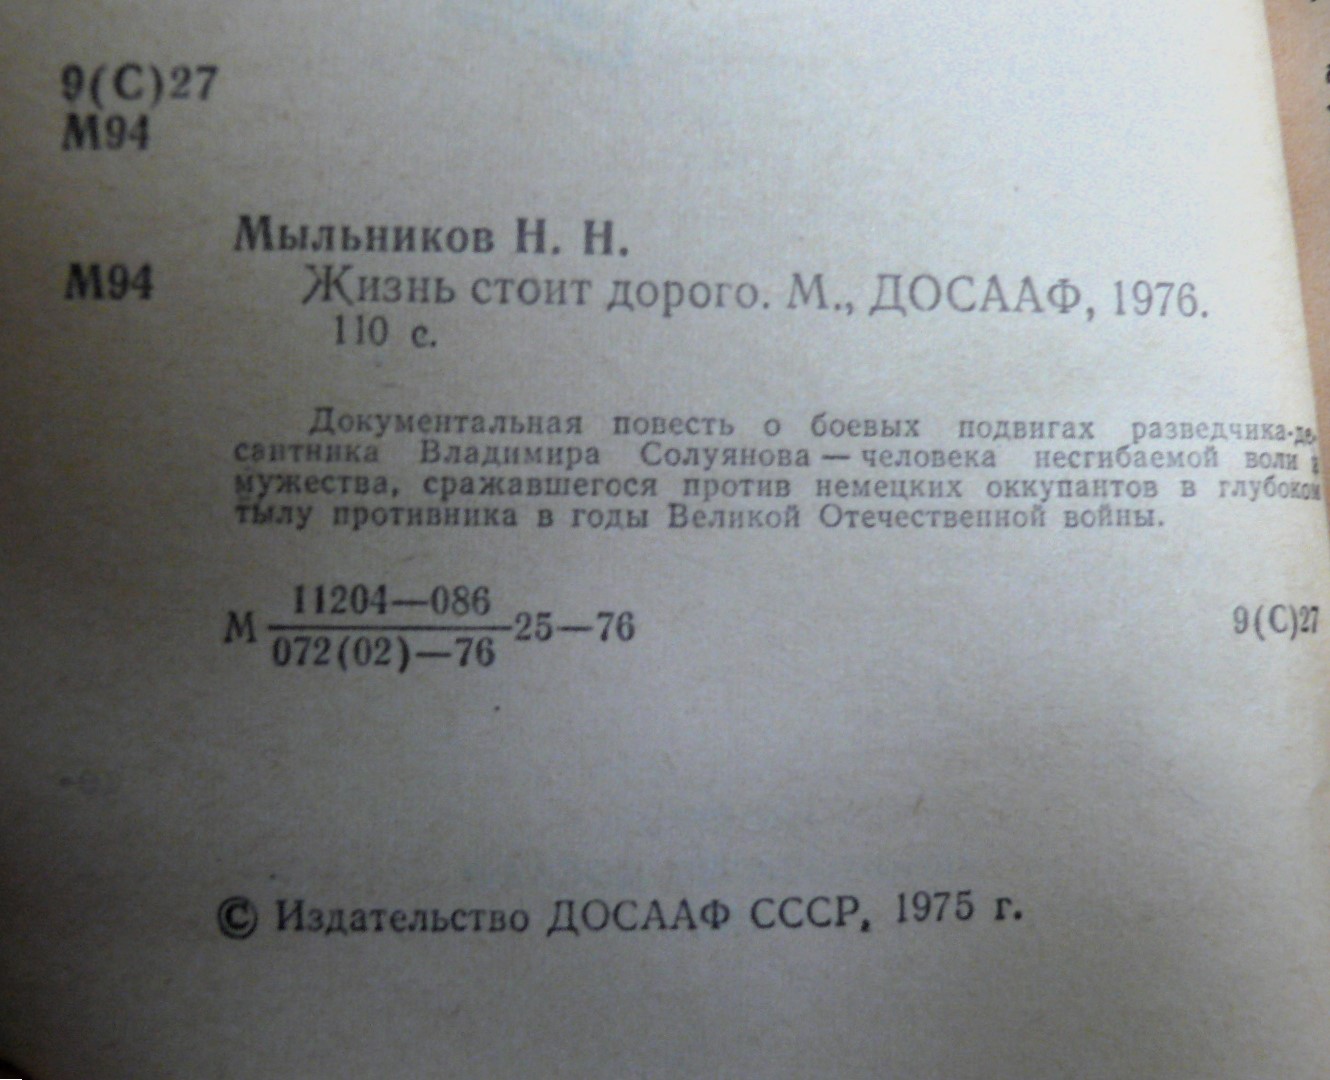 9(С)27
М94
Мыльников Н. Н.
М94 Жизнь стоит дорого. М., ДОСААФ, 1976.
110 с.
Документальная повесть о боевых подвигах разведчика-де-
сантника Владимира Солуянова — человека несгибаемой воли и
мужества, сражавшегося против немецких оккупантов в глубоком
тылу противника в годы Великой Отечественной войны.
11204—086
М 25—76 9(С)27
072(02)—76
© Издательство ДОСААФ СССР, 1975 г.